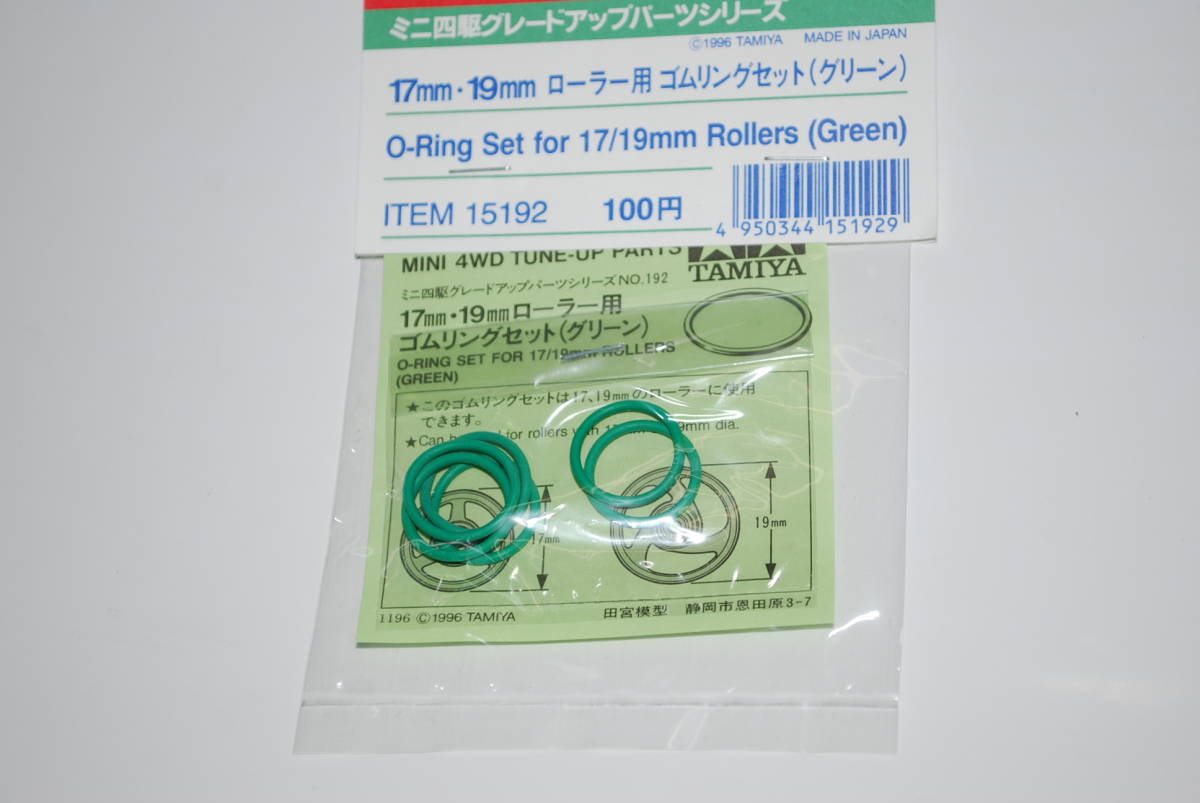 ミニ四駆グレードアップパーツシリーズ
©1996 TAMIYA MADE IN JAPAN
17mm・19mm ローラー用 ゴムリングセット(グリーン)
O-Ring Set for 17/19mm Rollers (Green)
ITEM 15192 100円
4 950344 151929
MINI 4WD TUNE-UP PARTS
TAMIYA
ミニ四駆グレードアップパーツシリーズNO.192
17mm・19mmローラー用
ゴムリングセット(グリーン)
O-RING SET FOR 17/19mm ROLLERS
(GREEN)
★このゴムリングセットは17、19mmのローラーに使用
できます。
★Can for rollers dia.
17mm
19mm
1196 ©1996 TAMIYA
田宮模型 静岡市恩田原3-7